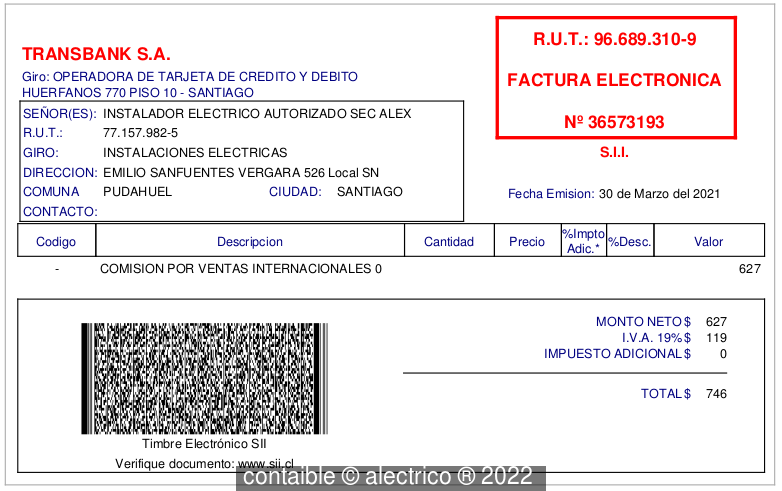 TRANSBANK S.A.
Giro: OPERADORA DE TARJETA DE CREDITO Y DEBITO
HUERFANOS 770 PISO 10 - SANTIAGO
R.U.T.: 96.689.310-9
FACTURA ELECTRONICA
Nº 36573193
S.I.I.
SEÑOR(ES): INSTALADOR ELECTRICO AUTORIZADO SEC ALEX
R.U.T.: 77.157.982-5
GIRO: INSTALACIONES ELECTRICAS
DIRECCION: EMILIO SANFUENTES VERGARA 526 Local SN
COMUNA PUDAHUEL CIUDAD: SANTIAGO
CONTACTO:
Fecha Emision: 30 de Marzo del 2021
Codigo Descripcion Cantidad Precio %Impto Adic.* %Desc. Valor
- COMISION POR VENTAS INTERNACIONALES 0 627
MONTO NETO $ 627
I.V.A. 19% $ 119
IMPUESTO ADICIONAL $ 0
TOTAL $ 746
Timbre Electrónico SII
Verifique documento: www.sii.cl
contaible © alectrico ® 2022